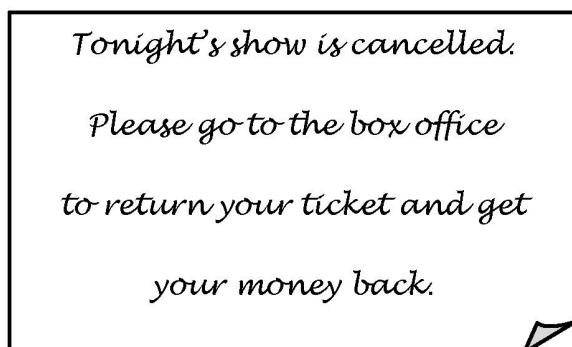 Tonight's show is cancelled.
Please go to the box office
to return your ticket and get
your money back.